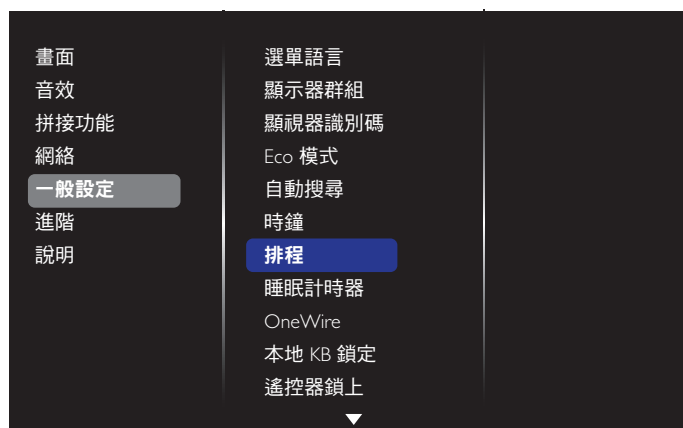 畫面
音效
拼接功能
網絡
一般設定
進階
說明
選單語言
顯示器群組
顯視器識別碼
Eco 模式
自動搜尋
時鐘
排程
睡眠計時器
OneWire
本地 KB 鎖定
遙控器鎖上